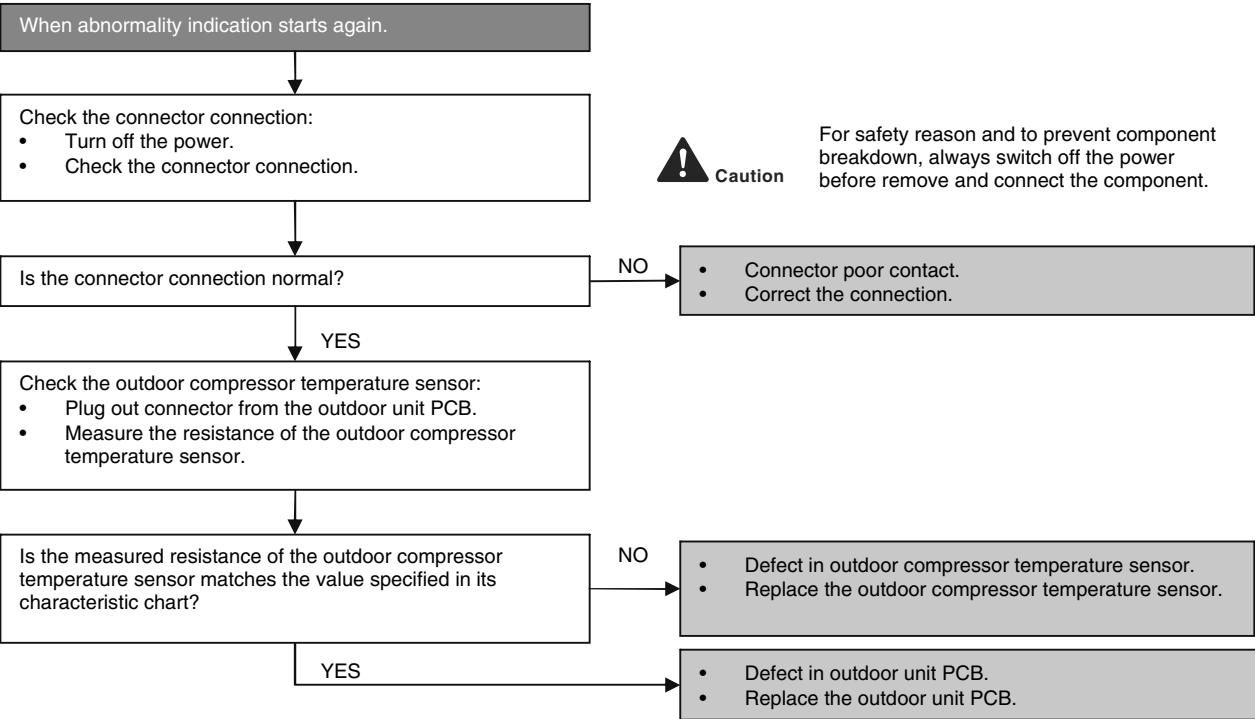 When abnormality indication starts again.
Check the connector connection:
• Turn off the power.
• Check the connector connection.
Caution
For safety reason and to prevent component
breakdown, always switch off the power
before remove and connect the component.
Is the connector connection normal?
NO
• Connector poor contact.
• Correct the connection.
YES
Check the outdoor compressor temperature sensor:
• Plug out connector from the outdoor unit PCB.
• Measure the resistance of the outdoor compressor
temperature sensor.
Is the measured resistance of the outdoor compressor
temperature sensor matches the value specified in its
characteristic chart?
NO
• Defect in outdoor compressor temperature sensor.
• Replace the outdoor compressor temperature sensor.
YES
• Defect in outdoor unit PCB.
• Replace the outdoor unit PCB.